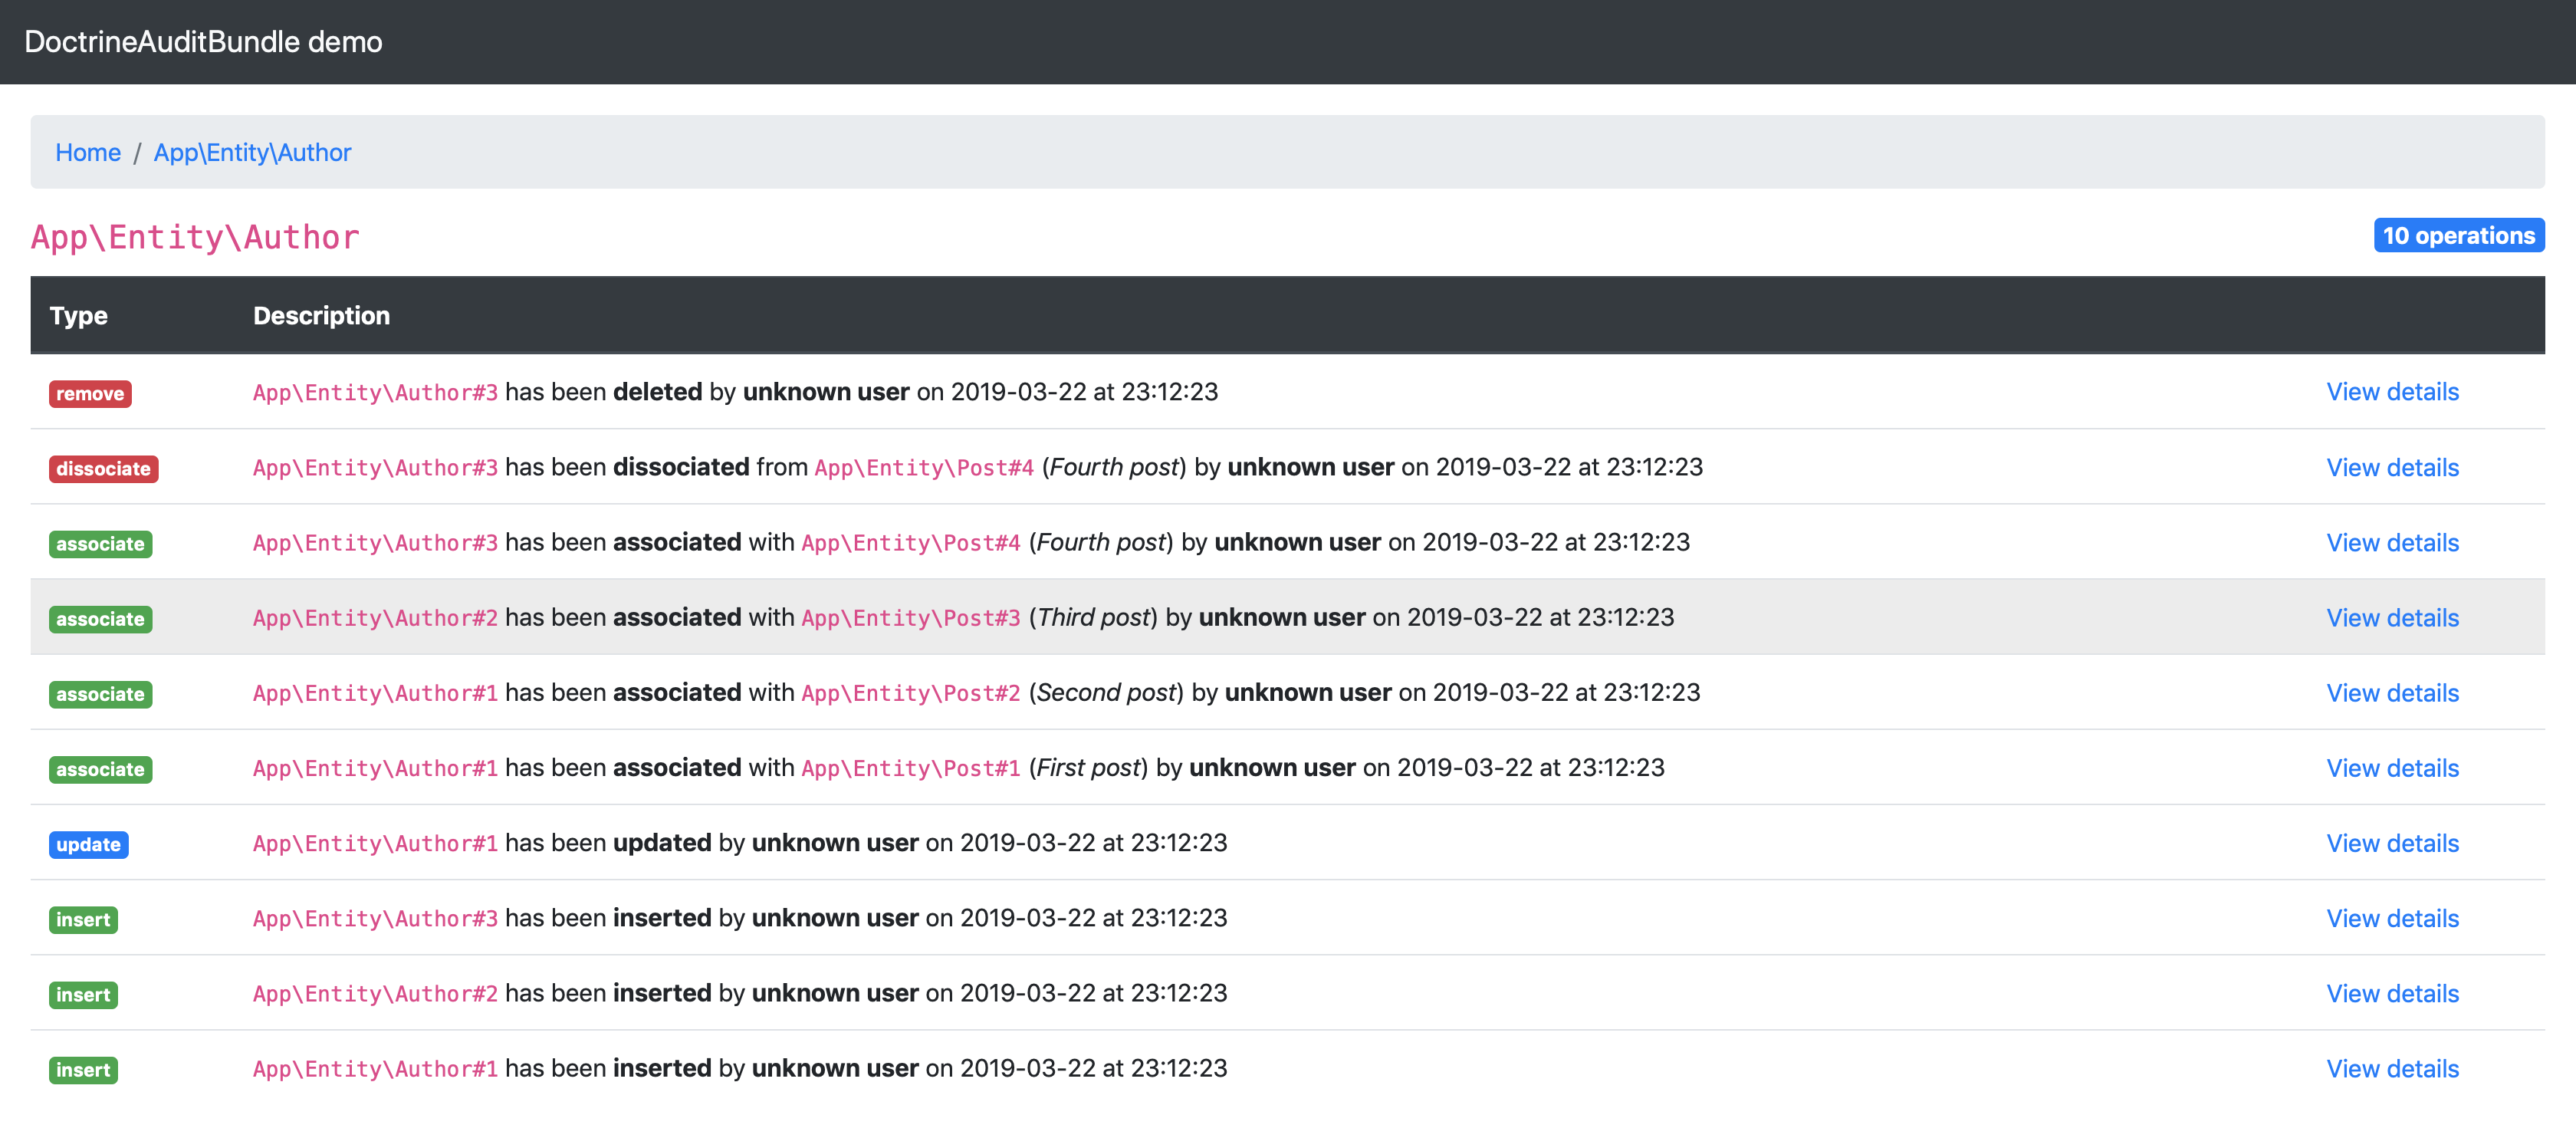 DoctrineAuditBundle demo
Home / App\Entity\Author
App\Entity\Author 10 operations
Type Description
remove App\Entity\Author#3 has been deleted by unknown user on 2019-03-22 at 23:12:23 View details
dissociate App\Entity\Author#3 has been dissociated from App\Entity\Post#4 (Fourth post) by unknown user on 2019-03-22 at 23:12:23 View details
associate App\Entity\Author#3 has been associated with App\Entity\Post#4 (Fourth post) by unknown user on 2019-03-22 at 23:12:23 View details
associate App\Entity\Author#2 has been associated with App\Entity\Post#3 (Third post) by unknown user on 2019-03-22 at 23:12:23 View details
associate App\Entity\Author#1 has been associated with App\Entity\Post#2 (Second post) by unknown user on 2019-03-22 at 23:12:23 View details
associate App\Entity\Author#1 has been associated with App\Entity\Post#1 (First post) by unknown user on 2019-03-22 at 23:12:23 View details
update App\Entity\Author#1 has been updated by unknown user on 2019-03-22 at 23:12:23 View details
insert App\Entity\Author#3 has been inserted by unknown user on 2019-03-22 at 23:12:23 View details
insert App\Entity\Author#2 has been inserted by unknown user on 2019-03-22 at 23:12:23 View details
insert App\Entity\Author#1 has been inserted by unknown user on 2019-03-22 at 23:12:23 View details